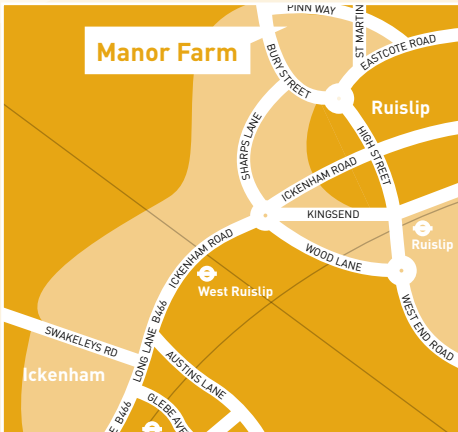 PINN WAY
ST MARTIN
Manor Farm
BURY STREET
EASTCOTE ROAD
Ruislip
SHARPS LANE
HIGH STREET
ICKENHAM ROAD
KINGSEND
Ruislip
ICKENHAM ROAD
WOOD LANE
West Ruislip
WEST END ROAD
SWAKELEYS RD
LONG LANE B466
AUSTINS LANE
Ickenham
GLEBE AVE
E B466